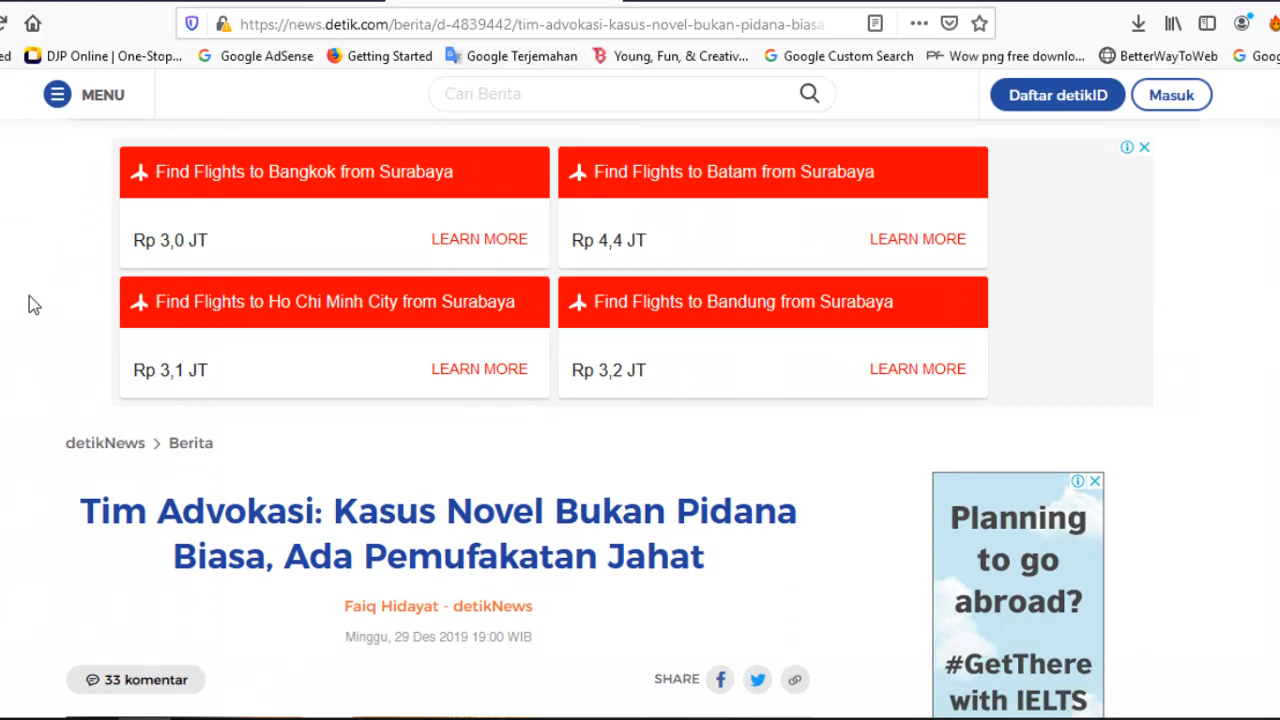 https://news.detik.com/berita/d-4839442/tim-advokasi-kasus-novel-bukan-pidana-biasa
ed DJP Online | One-Stop... Google AdSense Getting Started Google Terjemahan Young, Fun, & Creativ... Google Custom Search Wow png free downlo... BetterWayToWeb Goog
MENU Cari Berita Daftar detikID Masuk
Find Flights to Bangkok from Surabaya Find Flights to Batam from Surabaya
Rp 3,0 JT LEARN MORE Rp 4,4 JT LEARN MORE
Find Flights to Ho Chi Minh City from Surabaya Find Flights to Bandung from Surabaya
Rp 3,1 JT LEARN MORE Rp 3,2 JT LEARN MORE
detikNews > Berita
Tim Advokasi: Kasus Novel Bukan Pidana
Biasa, Ada Pemufakatan Jahat
Faiq Hidayat - detikNews
Minggu, 29 Des 2019 19:00 WIB
33 komentar SHARE
Planning
to go
abroad?
#GetThere
with IELTS